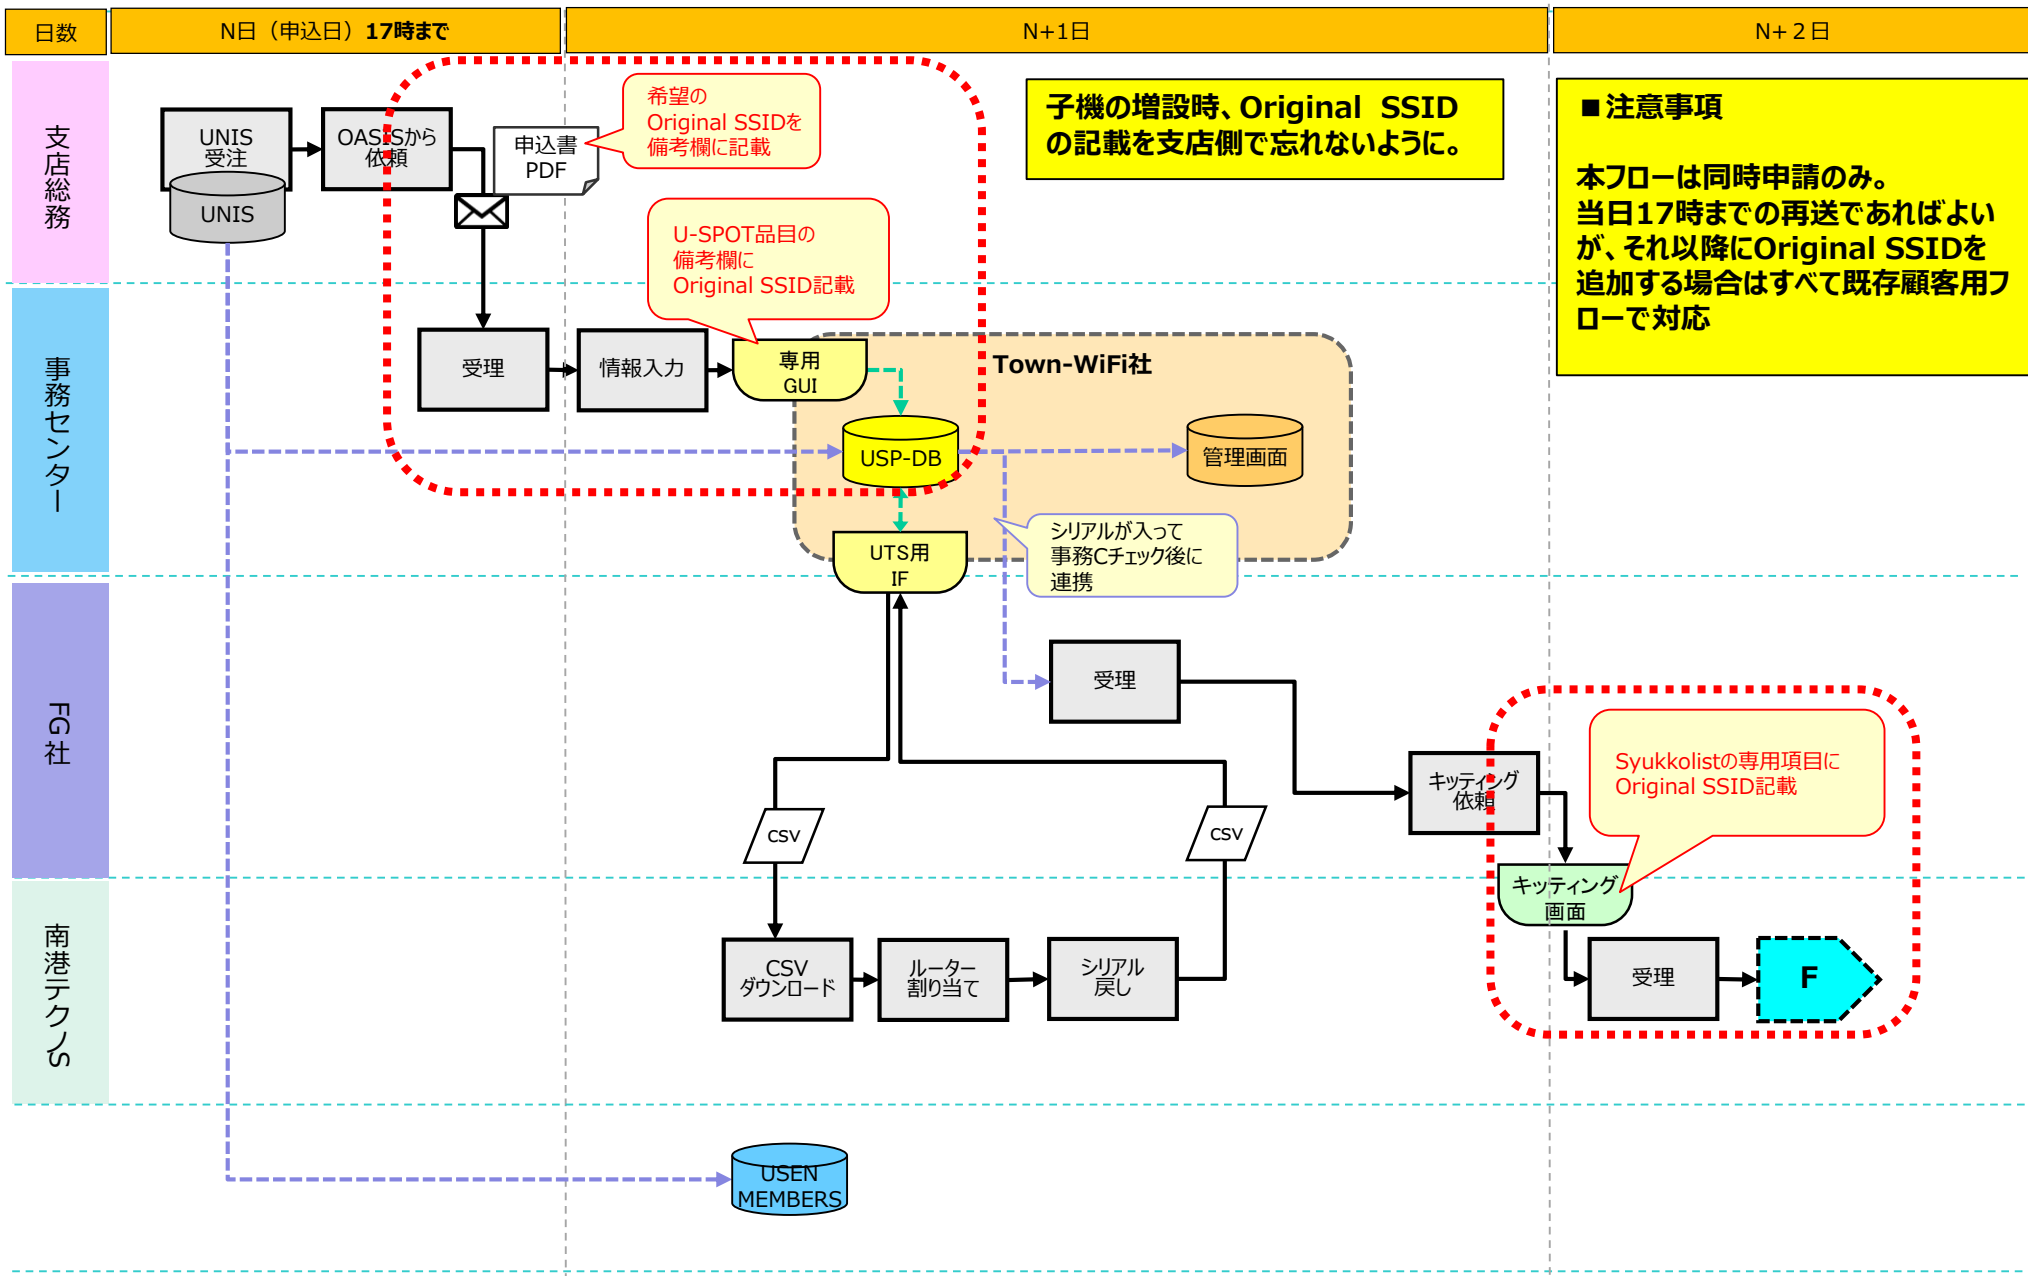 日数
N日（申込日）17時まで
N+1日
N+２日
支店総務
UNIS
受注
UNIS
OASISから
依頼
申込書
PDF
希望の
Original SSIDを
備考欄に記載
子機の増設時、Original SSID
の記載を支店側で忘れないように。
■注意事項
本フローは同時申請のみ。
当日17時までの再送であればよい
が、それ以降にOriginal SSIDを
追加する場合はすべて既存顧客用フ
ローで対応
U-SPOT品目の
備考欄に
Original SSID記載
事務センター
受理
情報入力
専用
GUI
Town-WiFi社
USP-DB
管理画面
UTS用
IF
シリアルが入って
事務Cチェック後に
連携
FG社
受理
キッティング
依頼
Syukkolistの専用項目に
Original SSID記載
CSV
CSV
キッティング
画面
南港テクノS
CSV
ダウンロード
ルーター
割り当て
シリアル
戻し
受理
F
USEN
MEMBERS